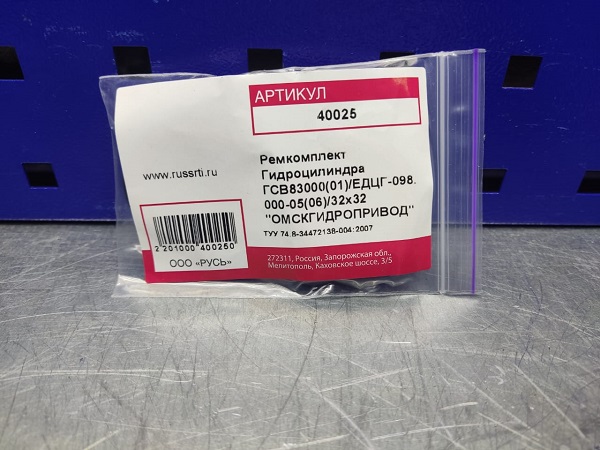 АРТИКУЛ
40025
www.russrti.ru
Ремкомплект
Гидроцилиндра
ГСВ83000(01)/ЕДЦГ-098.
000-05(06)/32х32
"ОМСКГИДРОПРИВОД"
ТУУ 74.8-34472138-004:2007
2 201000 400250
ООО «РУСЬ»
272311, Россия, Запорожская обл.,
Мелитополь, Каховское шоссе, 3/5